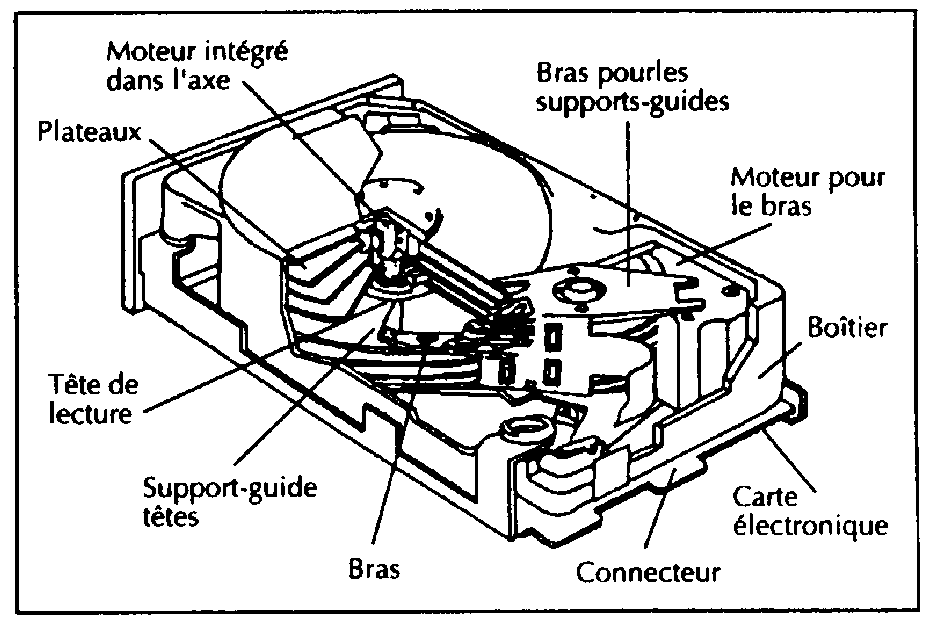 Moteur intégré
dans l'axe
Bras pourles
supports-guides
Plateaux
Moteur pour
le bras
Boîtier
Tête de
lecture
Support-guide
têtes
Carte
électronique
Bras
Connecteur